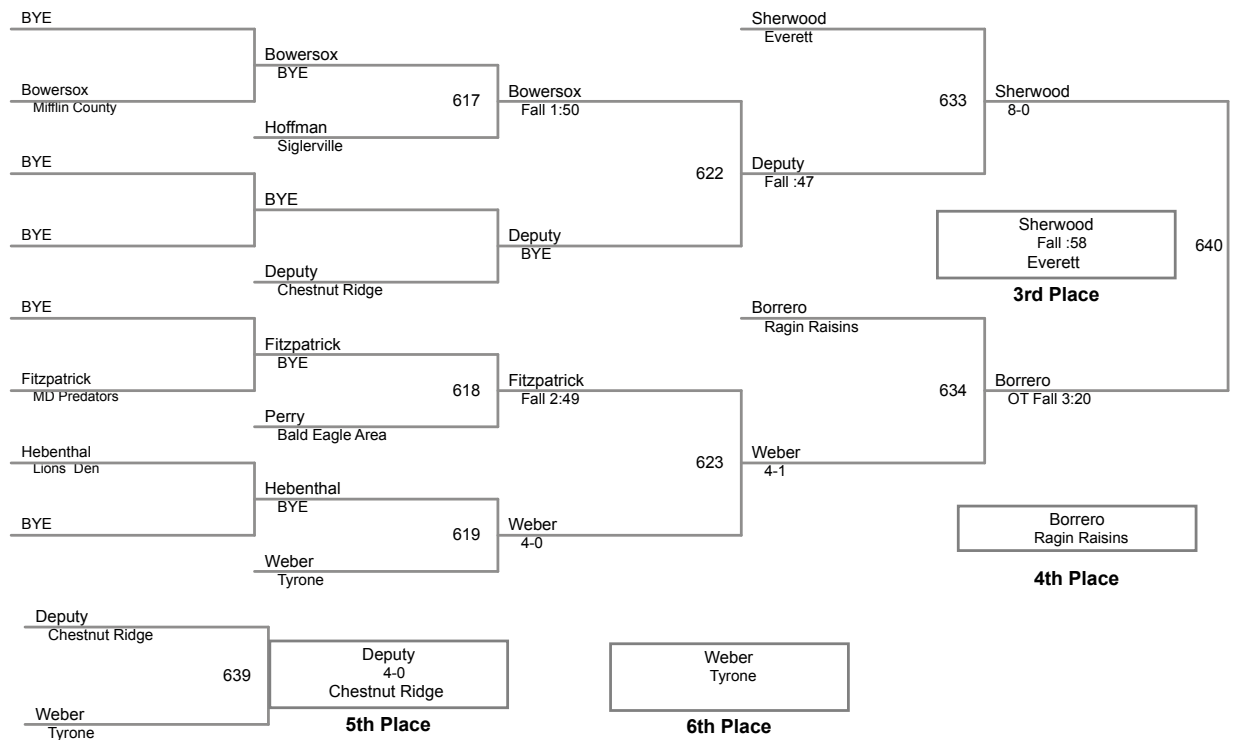 BYE
Bowersox
Mifflin County
BYE
BYE
BYE
Fitzpatrick
MD Predators
Hebenthal
Lions  Den
BYE
Bowersox
BYE
617
Hoffman
Siglerville
BYE
Deputy
Chestnut Ridge
Fitzpatrick
BYE
618
Perry
Bald Eagle Area
Hebenthal
BYE
619
Weber
Tyrone
Bowersox
Fall 1:50
622
Deputy
BYE
Fitzpatrick
Fall 2:49
623
Weber
4-0
Sherwood
Everett
633
Deputy
Fall :47
Borrero
Ragin Raisins
634
Weber
4-1
Sherwood
8-0
640
Borrero
OT Fall 3:20
Sherwood
Fall :58
Everett
3rd Place
Borrero
Ragin Raisins
4th Place
Deputy
Chestnut Ridge
639
Weber
Tyrone
Deputy
4-0
Chestnut Ridge
5th Place
Weber
Tyrone
6th Place